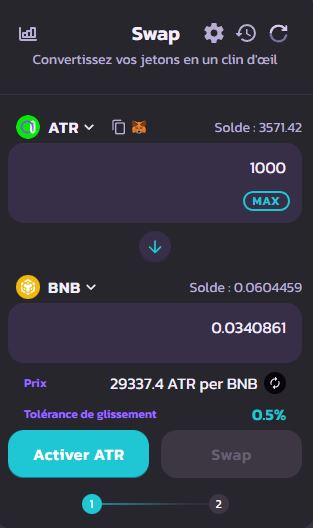 Swap
Convertissez vos jetons en un clin d'œil
ATR Solde : 3571.42
1000
MAX
BNB Solde : 0.0604459
0.0340861
Prix 29337.4 ATR per BNB
Tolérance de glissement 0.5%
Activer ATR Swap
1 2